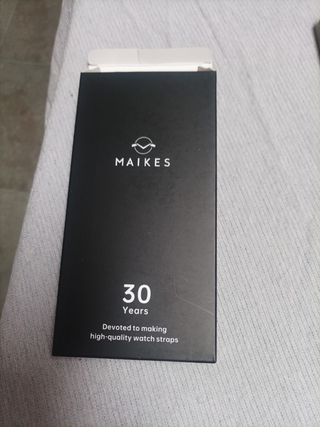 MAIKES
30
Years
Devoted to making
high-quality watch straps